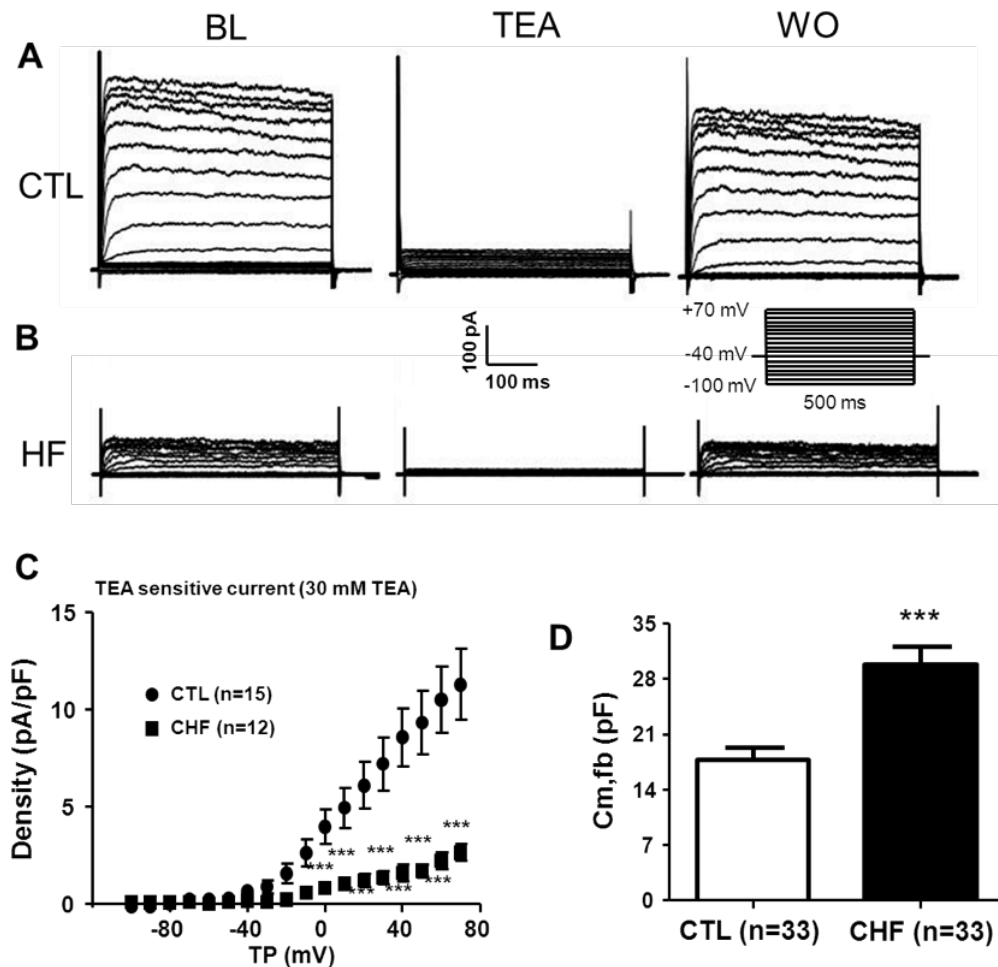 BL TEA WO
A
CTL
+70 mV
B
100 pA
-40 mV
100 ms
-100 mV
500 ms
HF
C
TEA sensitive current (30 mM TEA)
15
CTL (n=15)
CHF (n=12)
10
5
0
Density (pA/pF)
***
***
***
***
***
***
***
***
-80 -40 0 40 80
TP (mV)
D
***
35
28
21
14
7
0
Cm,fb (pF)
CTL (n=33) CHF (n=33)